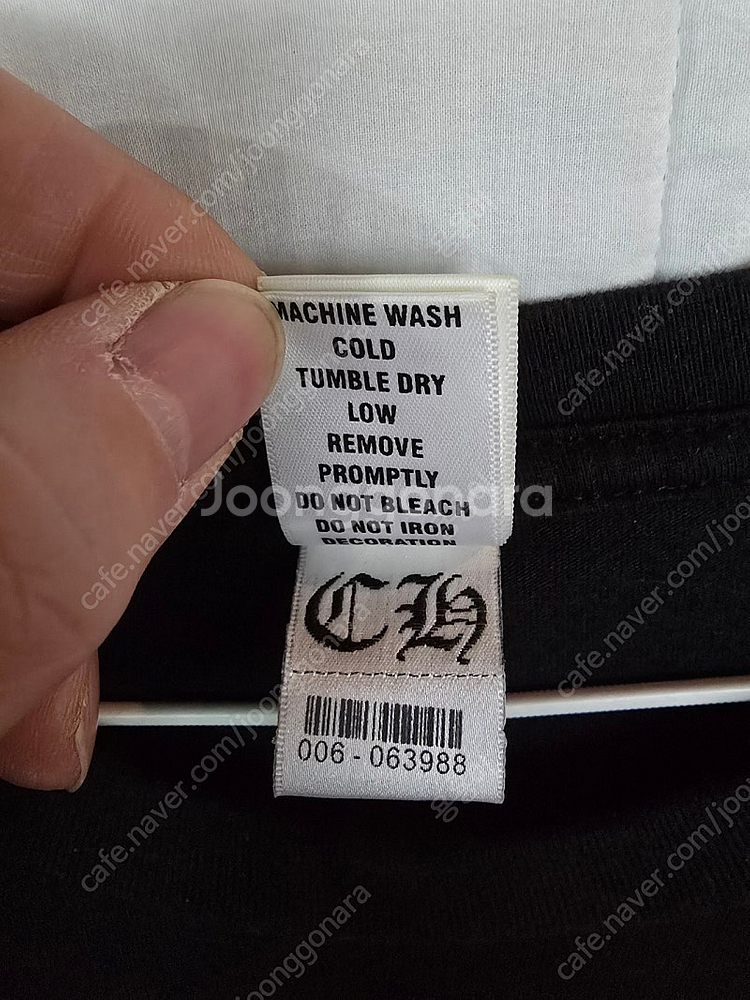 MACHINE WASH
COLD
TUMBLE DRY
LOW
REMOVE
PROMPTLY
DO NOT BLEACH
DO NOT IRON
DECORATION
CH
006 - 063988
Joonggonara
cafe.naver.com/joonggonara